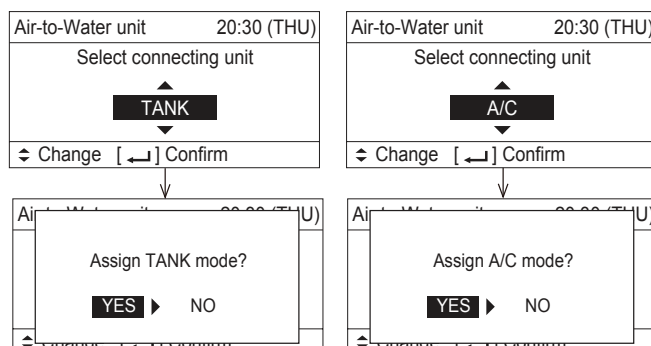 Air-to-Water unit 20:30 (THU)
Select connecting unit
TANK
Change [ ] Confirm
Assign TANK mode?
YES NO
Air-to-Water unit 20:30 (THU)
Select connecting unit
A/C
Change [ ] Confirm
Assign A/C mode?
YES NO